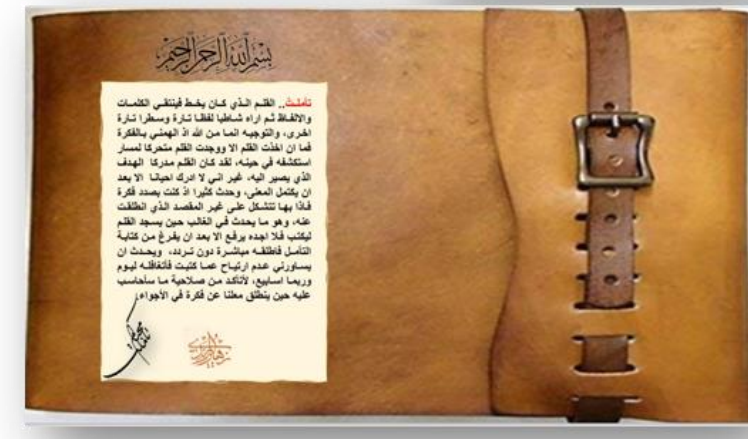 بسم الله الرحمن الرحيم
تأملت.. القلم الذي كان يخط فينتقي الكلمات
والالفاظ ثم اراه شاطبا لفظا تارة وسطرا تارة
اخرى، والتوجيه انما من الله اذ الهمني بالفكرة
فما ان اخذت القلم الا ووجدت القلم متحركا لمسار
استكشفه في حينه، لقد كان القلم مدركا الهدف
الذي يصير اليه، غير اني لا ادرك احيانا الا بعد
ان يكتمل المعنى، وحدث كثيرا اذ كنت بصدد فكرة
فاذا بها تتشكل على غير المقصد الذي انطلقت
عنه، وهو ما يحدث في الغالب حين يسجد القلم
ليكتب فلا اجده يرفع الا بعد ان يفرغ من كتابة
التأمل فاطلقه مباشرة دون تردد، ويحدث ان
يساورني عدم ارتياح عما كتبت فأتغافله ليوم
وربما اسابيع، لأتأكد من صلاحية ما سأحاسب
عليه حين ينطلق معلنا عن فكرة في الأجواء.